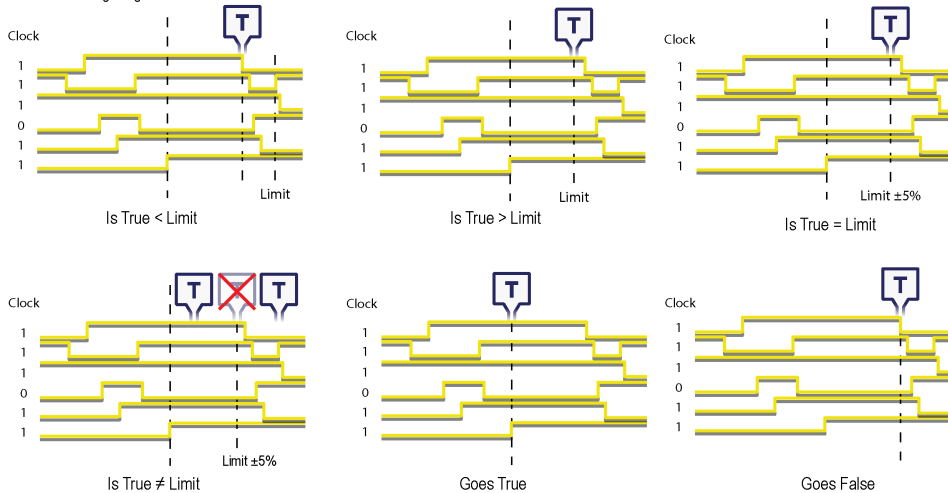 T
T
T
Clock
Clock
Clock
1
1
1
0
1
1
1
1
1
0
1
1
1
1
1
0
1
1
Limit
Limit
Limit ±5%
Is True < Limit
Is True > Limit
Is True = Limit
T
T
T
T
T
Clock
Clock
Clock
1
1
1
0
1
1
1
1
1
0
1
1
1
1
1
0
1
1
Limit ±5%
Is True ≠ Limit
Goes True
Goes False